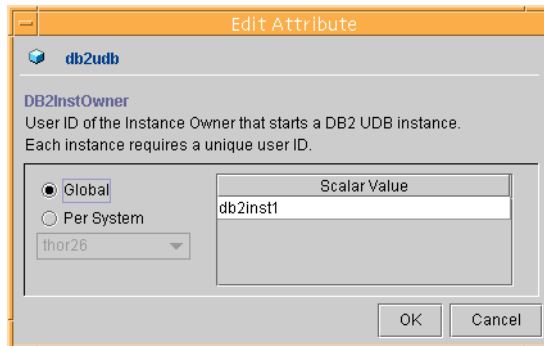 Edit Attribute
db2udb
DB2InstOwner
User ID of the Instance Owner that starts a DB2 UDB instance.
Each instance requires a unique user ID.
Global
Per System
thor26
Scalar Value
db2inst1
OK
Cancel